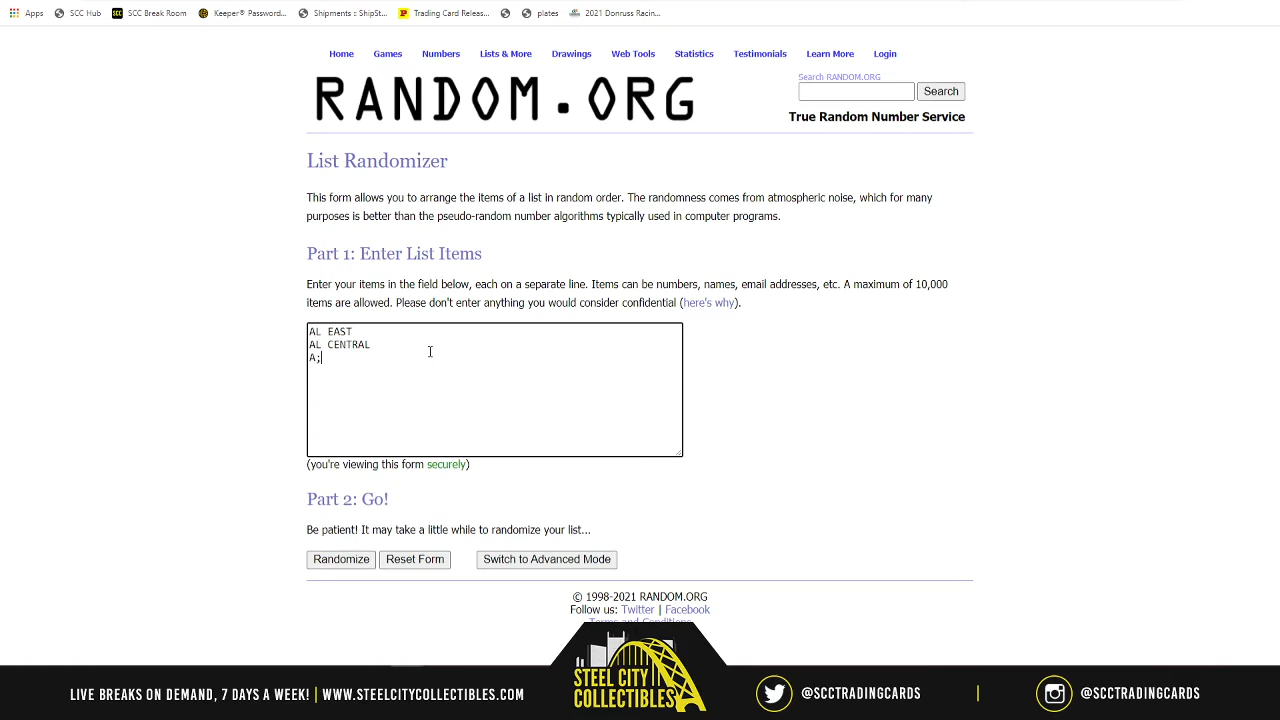 Apps SCC Hub SCC Break Room Keeper® Password... Shipments :: ShipSt... Trading Card Releas... plates 2021 Donruss Racin...
Home Games Numbers Lists & More Drawings Web Tools Statistics Testimonials Learn More Login
RANDOM.ORG
Search RANDOM.ORG
Search
True Random Number Service
List Randomizer
This form allows you to arrange the items of a list in random order. The randomness comes from atmospheric noise, which for many
purposes is better than the pseudo-random number algorithms typically used in computer programs.
Part 1: Enter List Items
Enter your items in the field below, each on a separate line. Items can be numbers, names, email addresses, etc. A maximum of 10,000
items are allowed. Please don't enter anything you would consider confidential (here's why).
AL EAST
AL CENTRAL
A;
(you're viewing this form securely)
Part 2: Go!
Be patient! It may take a little while to randomize your list...
Randomize Reset Form Switch to Advanced Mode
© 1998-2021 RANDOM.ORG
Follow us: Twitter | Facebook
Terms and Conditions
LIVE BREAKS ON DEMAND, 7 DAYS A WEEK! | WWW.STEELCITYCOLLECTIBLES.COM
STEEL CITY
COLLECTIBLES
@SCCTRADINGCARDS | @SCCTRADINGCARDS